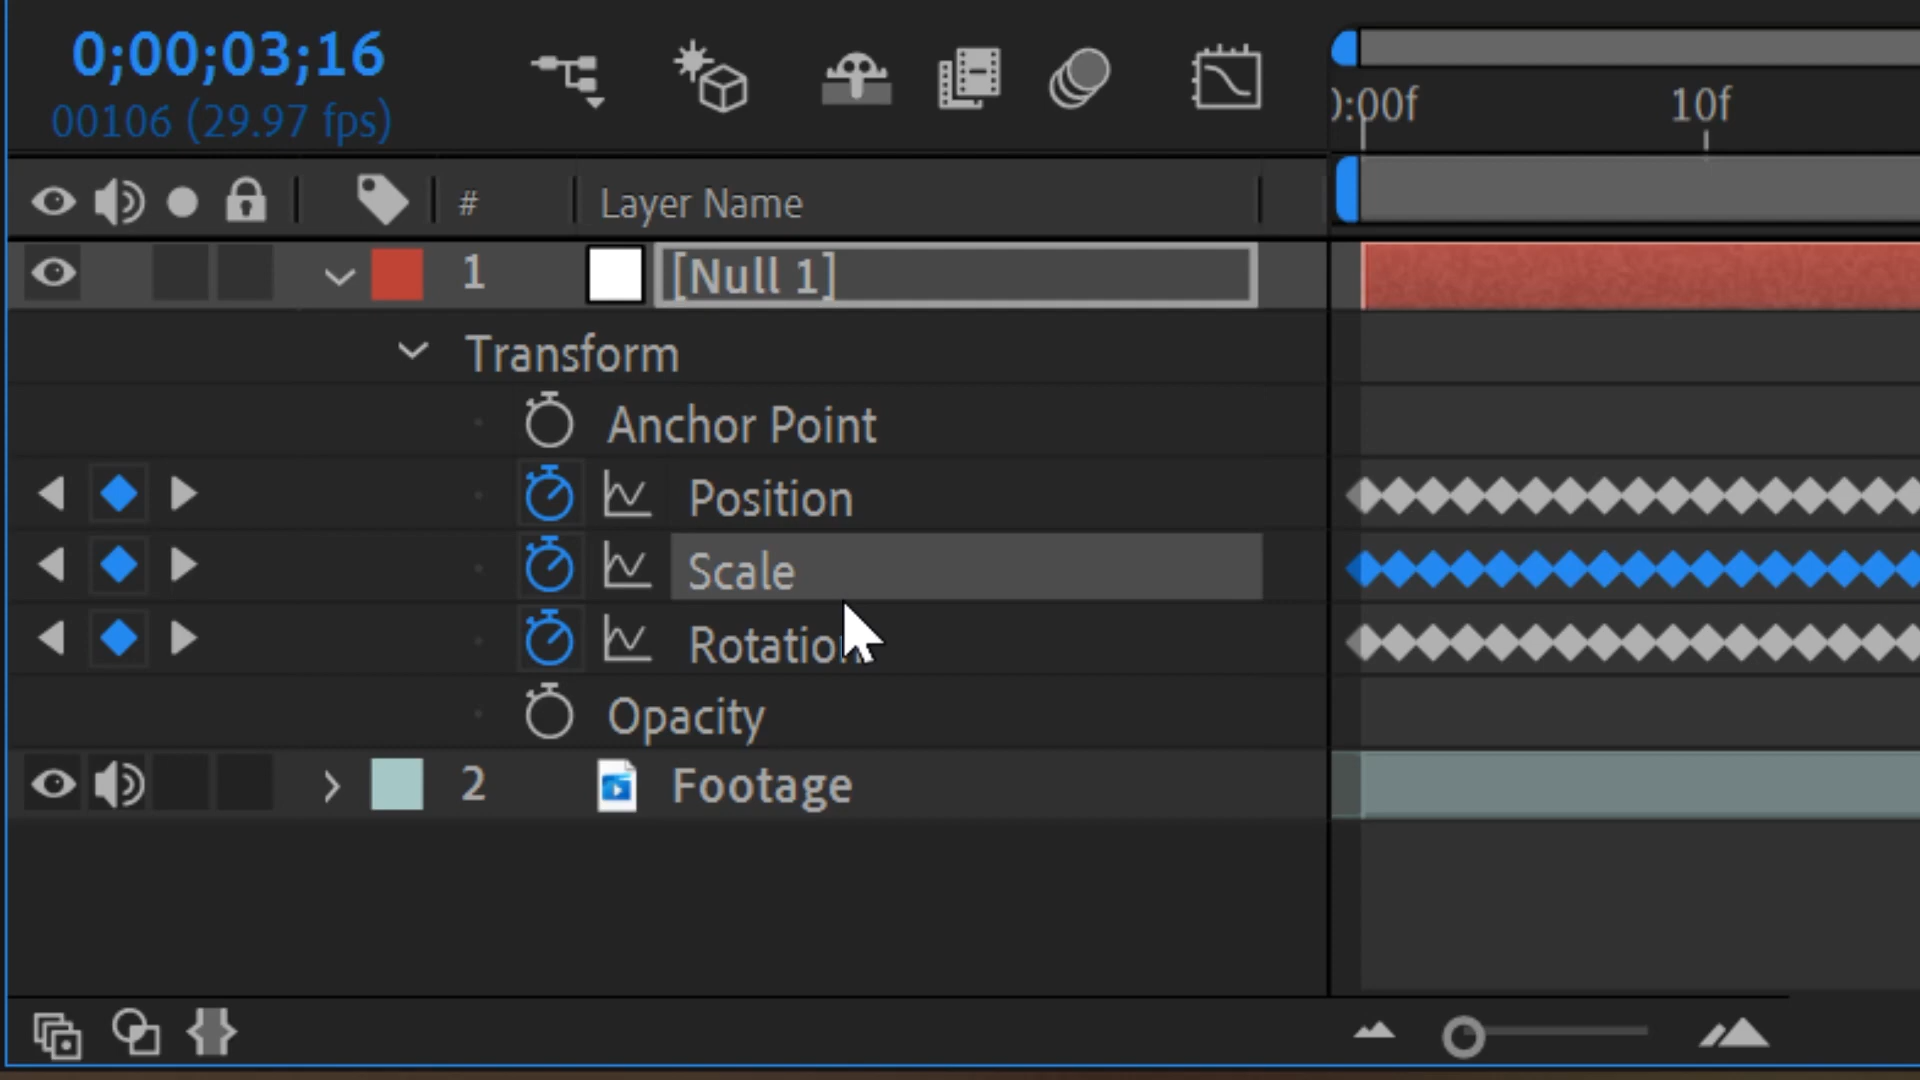 0;00;03;16
00106 (29.97 fps)
):00f
10f
# Layer Name
1 [Null 1]
Transform
Anchor Point
Position
Scale
Rotation
Opacity
2 Footage